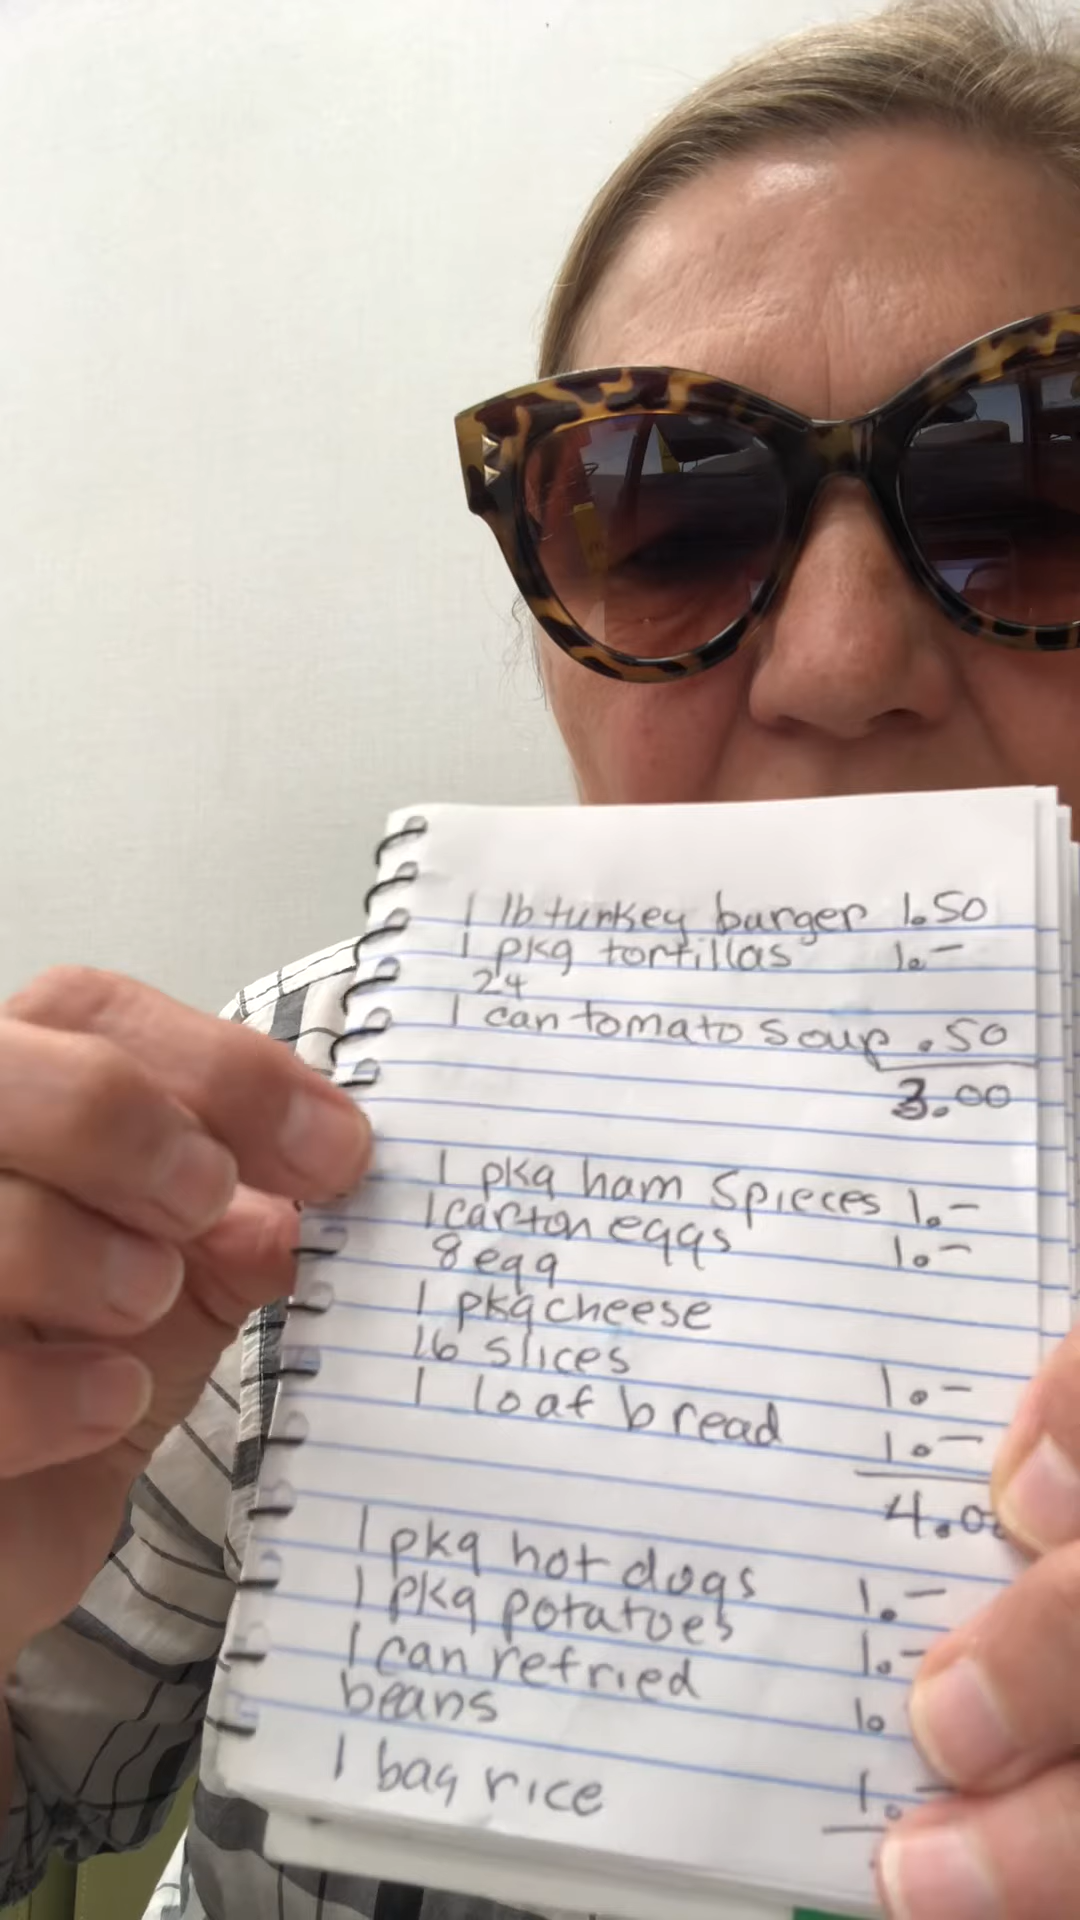 1 lb turkey burger 1.50
1 pkg tortillas 1.-
24
1 can tomato soup .50
3.00
1 pkg ham 5 pieces 1.-
1 carton eggs 1.-
8 egg
1 pkg cheese
16 slices 1.-
1 loaf bread 1.-
4.00
1 pkg hot dogs 1.-
1 pkg potatoes 1.-
1 can refried
beans 1.
1 bag rice 1.-